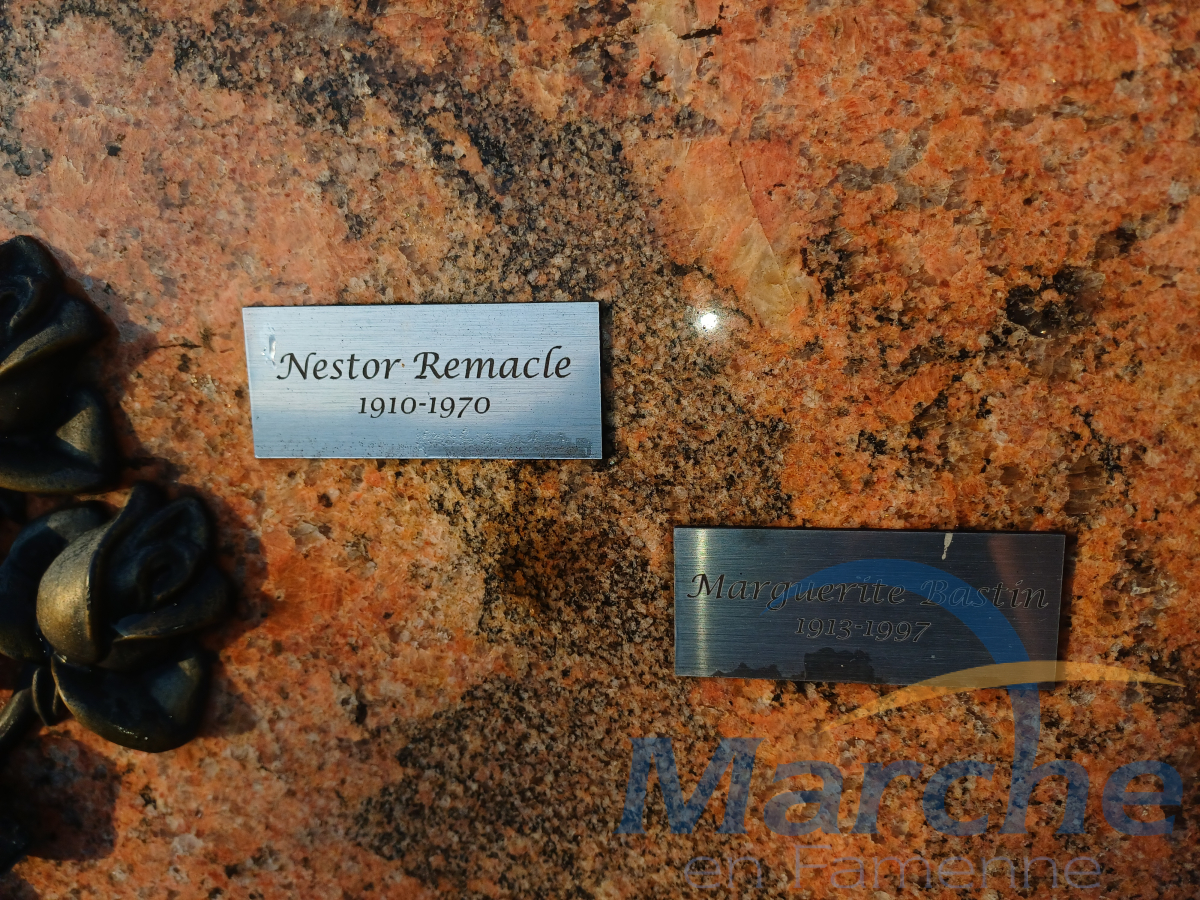 Nestor Remacle
1910-1970
Marguerite Bastin
1913-1997
Marche
en Famenne